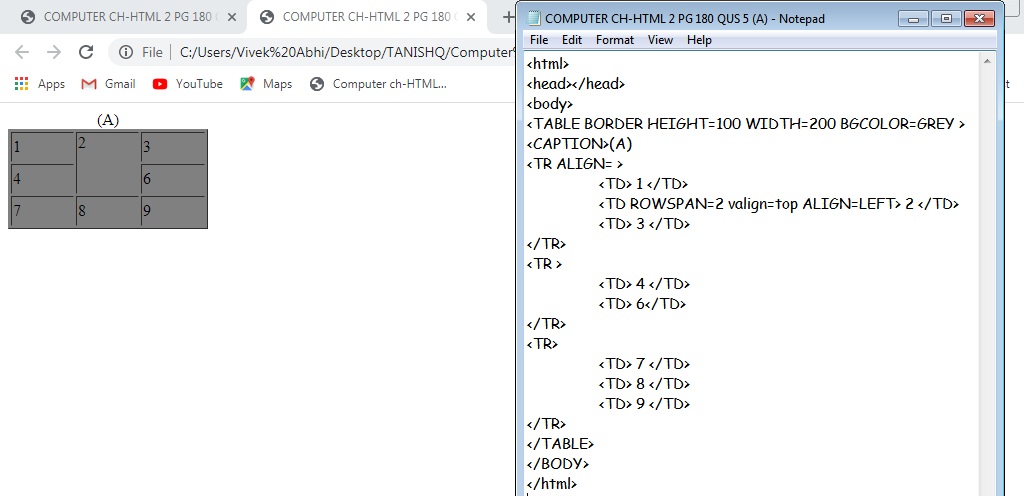 COMPUTER CH-HTML 2 PG 180
COMPUTER CH-HTML 2 PG 180
File
C:/Users/Vivek%20Abhi/Desktop/TANISHQ/Computer%
Apps
Gmail
YouTube
Maps
Computer ch-HTML...
(A)
1 2 3
4 6
7 8 9
COMPUTER CH-HTML 2 PG 180 QUS 5 (A) - Notepad
File Edit Format View Help
<html>
<head></head>
<body>
<TABLE BORDER HEIGHT=100 WIDTH=200 BGCOLOR=GREY >
<CAPTION>(A)
<TR ALIGN= >
<TD> 1 </TD>
<TD ROWSPAN=2 valign=top ALIGN=LEFT> 2 </TD>
<TD> 3 </TD>
</TR>
<TR >
<TD> 4 </TD>
<TD> 6</TD>
</TR>
<TR>
<TD> 7 </TD>
<TD> 8 </TD>
<TD> 9 </TD>
</TR>
</TABLE>
</BODY>
</html>